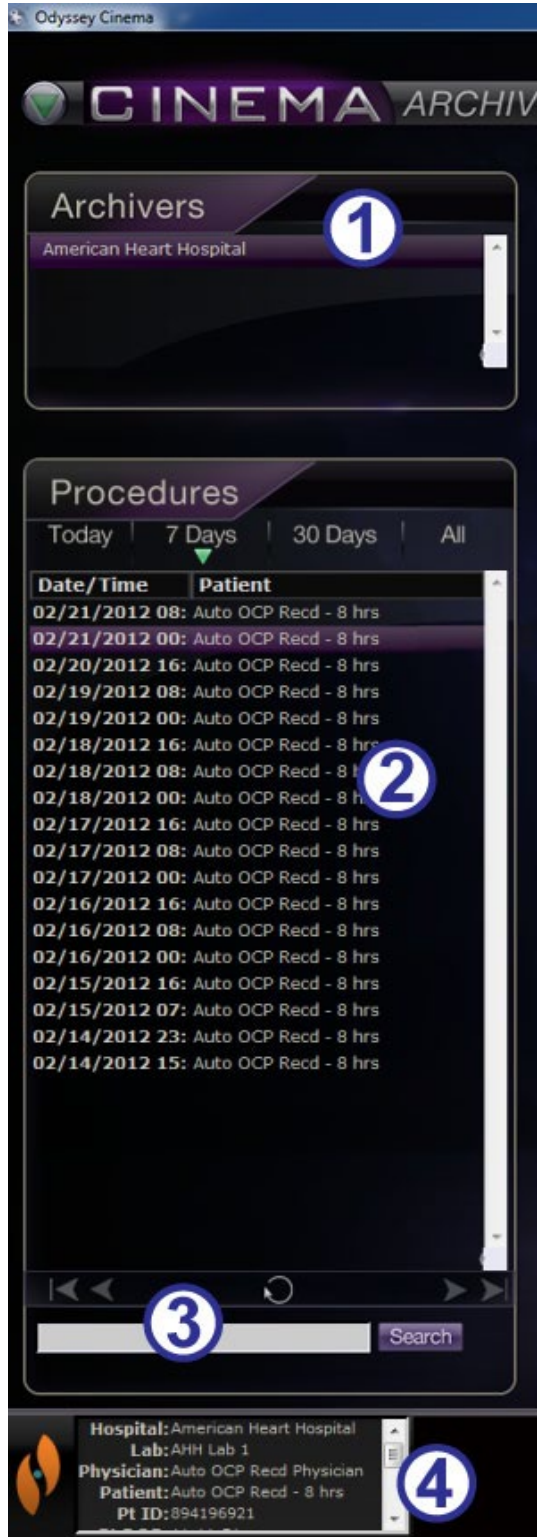 Odyssey Cinema
CINEMA ARCHIV
Archivers
1
American Heart Hospital
Procedures
Today 7 Days 30 Days All
Date/Time Patient
02/21/2012 08: Auto OCP Recd - 8 hrs
02/21/2012 00: Auto OCP Recd - 8 hrs
02/20/2012 16: Auto OCP Recd - 8 hrs
02/19/2012 08: Auto OCP Recd - 8 hrs
02/19/2012 00: Auto OCP Recd - 8 hrs
02/18/2012 16: Auto OCP Recd - 8 hrs
02/18/2012 08: Auto OCP Recd - 8
2
02/18/2012 00: Auto OCP Recd - 8 hrs
02/17/2012 16: Auto OCP Recd - 8 hrs
02/17/2012 08: Auto OCP Recd - 8 hrs
02/17/2012 00: Auto OCP Recd - 8 hrs
02/16/2012 16: Auto OCP Recd - 8 hrs
02/16/2012 08: Auto OCP Recd - 8 hrs
02/16/2012 00: Auto OCP Recd - 8 hrs
02/15/2012 16: Auto OCP Recd - 8 hrs
02/15/2012 07: Auto OCP Recd - 8 hrs
02/14/2012 23: Auto OCP Recd - 8 hrs
02/14/2012 15: Auto OCP Recd - 8 hrs
3
Search
Hospital: American Heart Hospital
Lab: AHH Lab 1
Physician: Auto OCP Recd Physician
Patient: Auto OCP Recd - 8 hrs
Pt ID: 894196921
4